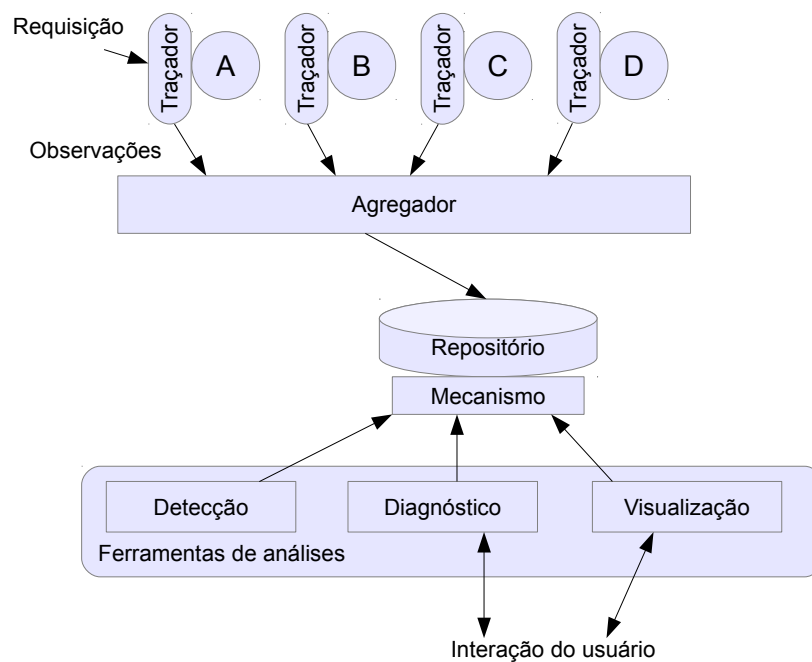 Requisição
Traçador
A
Traçador
B
Traçador
C
Traçador
D
Observações
Agregador
Repositório
Mecanismo
Detecção
Diagnóstico
Visualização
Ferramentas de análises
Interação do usuário